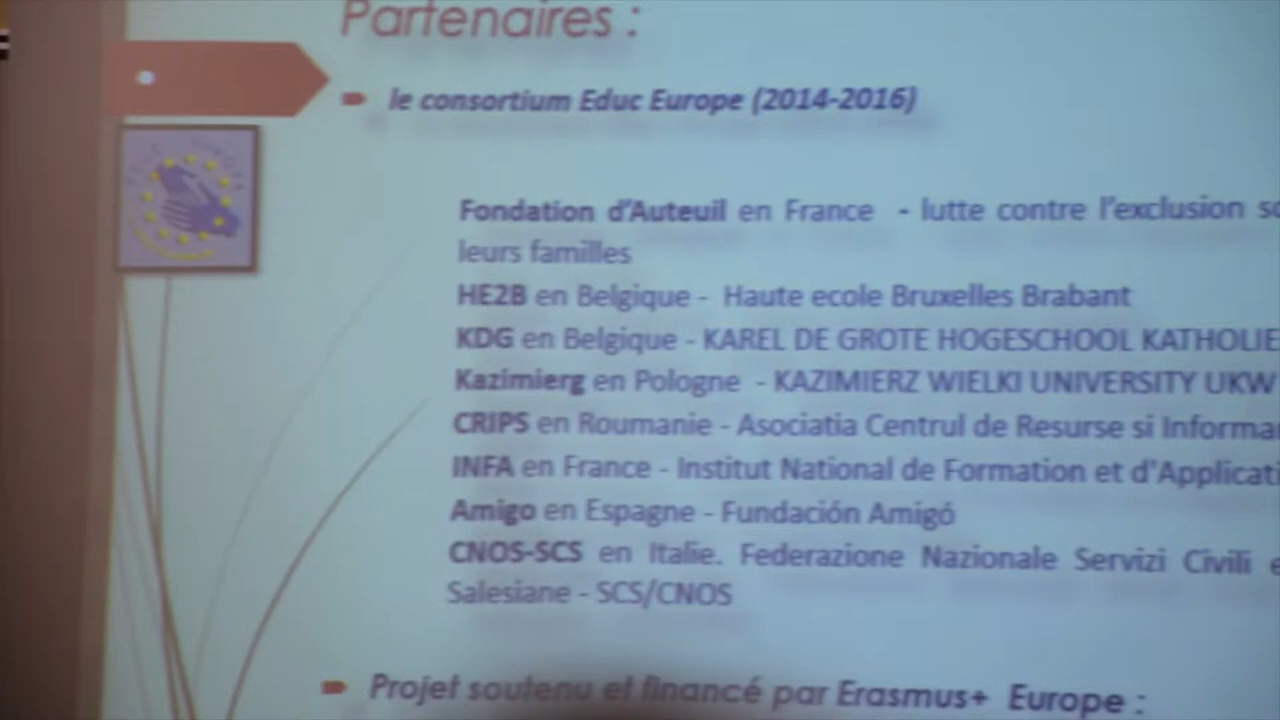 Partenaires :
le consortium Educ Europe (2014-2016)
Fondation d'Auteuil en France - lutte contre l'exclusion
leurs familles
HE2B en Belgique - Haute ecole Bruxelles Brabant
KDG en Belgique - KAREL DE GROTE HOGESCHOOL KATHOLIE
Kazimierg en Pologne - KAZIMIERZ WIELKI UNIVERSITY UKW
CRIPS en Roumanie - Asociatia Centrul de Resurse si Informa
INFA en France - Institut National de Formation et d'Applicati
Amigo en Espagne - Fundación Amigó
CNOS-SCS en Italie. Federazione Nazionale Servizi Civili e
Salesiane - SCS/CNOS
Projet soutenu et financé par Erasmus+ Europe :